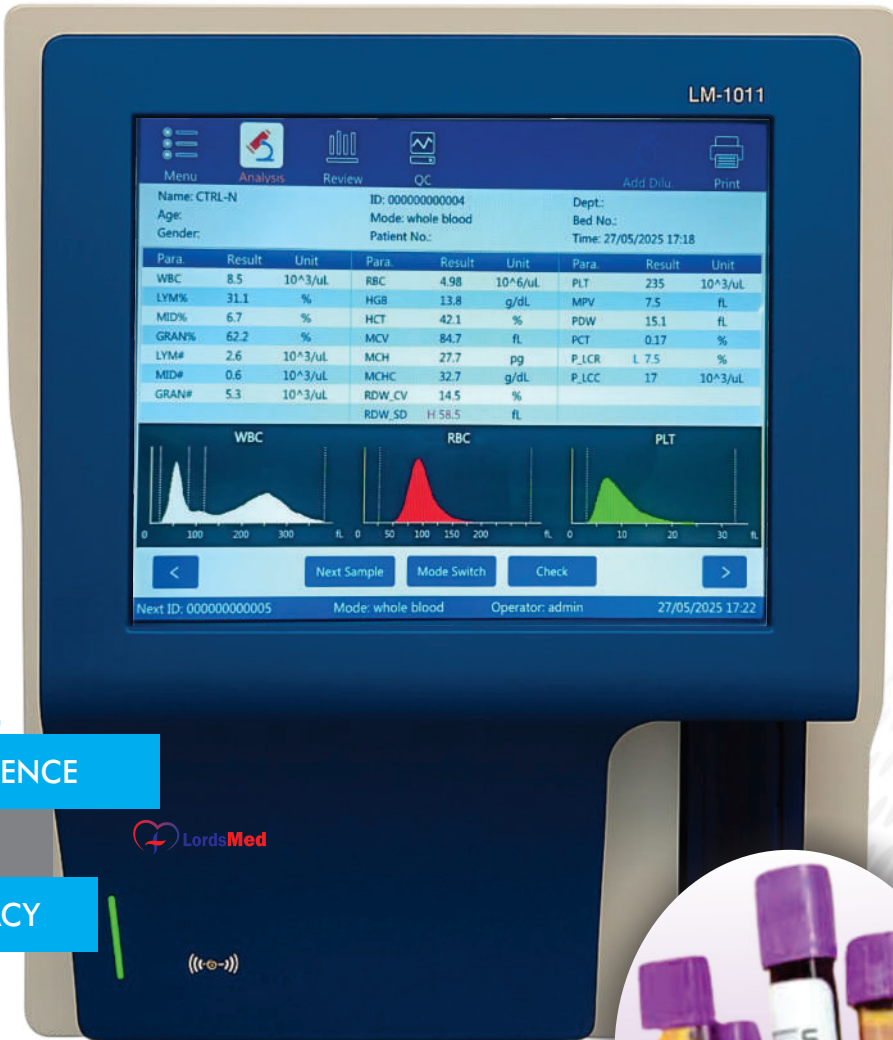 LM-1011
Menu Analysis Review QC Add Dilu. Print
Name: CTRL-N ID: 000000000004 Dept.:
Age: Mode: whole blood Bed No.:
Gender: Patient No.: Time: 27/05/2025 17:18
Para. Result Unit Para. Result Unit Para. Result Unit
WBC 8.5 10^3/uL RBC 4.98 10^6/uL PLT 235 10^3/uL
LYM% 31.1 % HGB 13.8 g/dL MPV 7.5 fL
MID% 6.7 % HCT 42.1 % PDW 15.1 fL
GRAN% 62.2 % MCV 84.7 fL PCT 0.17 %
LYM# 2.6 10^3/uL MCH 27.7 pg P_LCR L 7.5 %
MID# 0.6 10^3/uL MCHC 32.7 g/dL P_LCC 17 10^3/uL
GRAN# 5.3 10^3/uL RDW_CV 14.5 %
RDW_SD H 58.5 fL
WBC RBC PLT
0 100 200 300 fL 0 50 100 150 200 fL 0 10 20 30 fL
< Next Sample Mode Switch Check >
Next ID: 000000000005 Mode: whole blood Operator: admin 27/05/2025 17:22
ENCE
LordsMed
CY